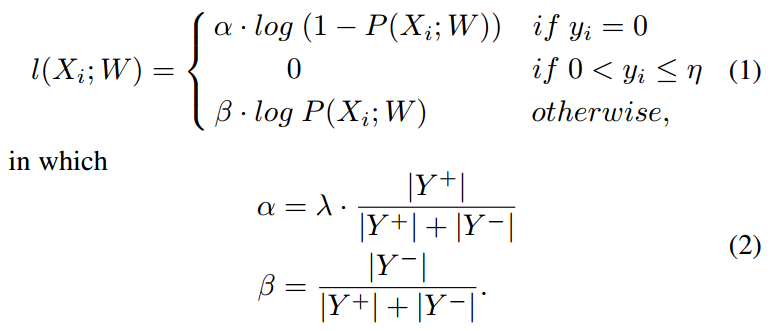 l(X_i; W) = { α · log (1 − P(X_i; W)) if y_i = 0
0 if 0 < y_i ≤ η (1)
β · log P(X_i; W) otherwise,
in which
α = λ · |Y⁺| / (|Y⁺| + |Y⁻|)
(2)
β = |Y⁻| / (|Y⁺| + |Y⁻|).